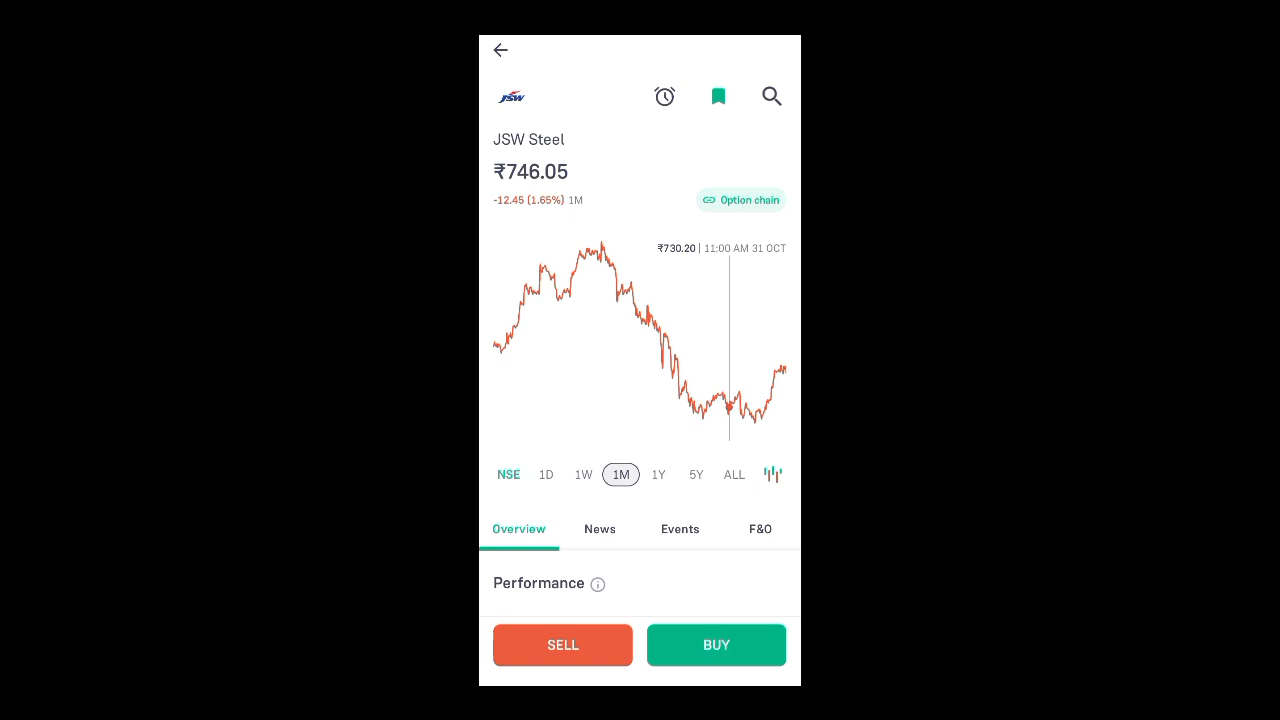 JSW
JSW Steel
₹746.05
-12.45 (1.65%) 1M
Option chain
₹730.20 | 11:00 AM 31 OCT
NSE 1D 1W 1M 1Y 5Y ALL
Overview News Events F&O
Performance
SELL BUY